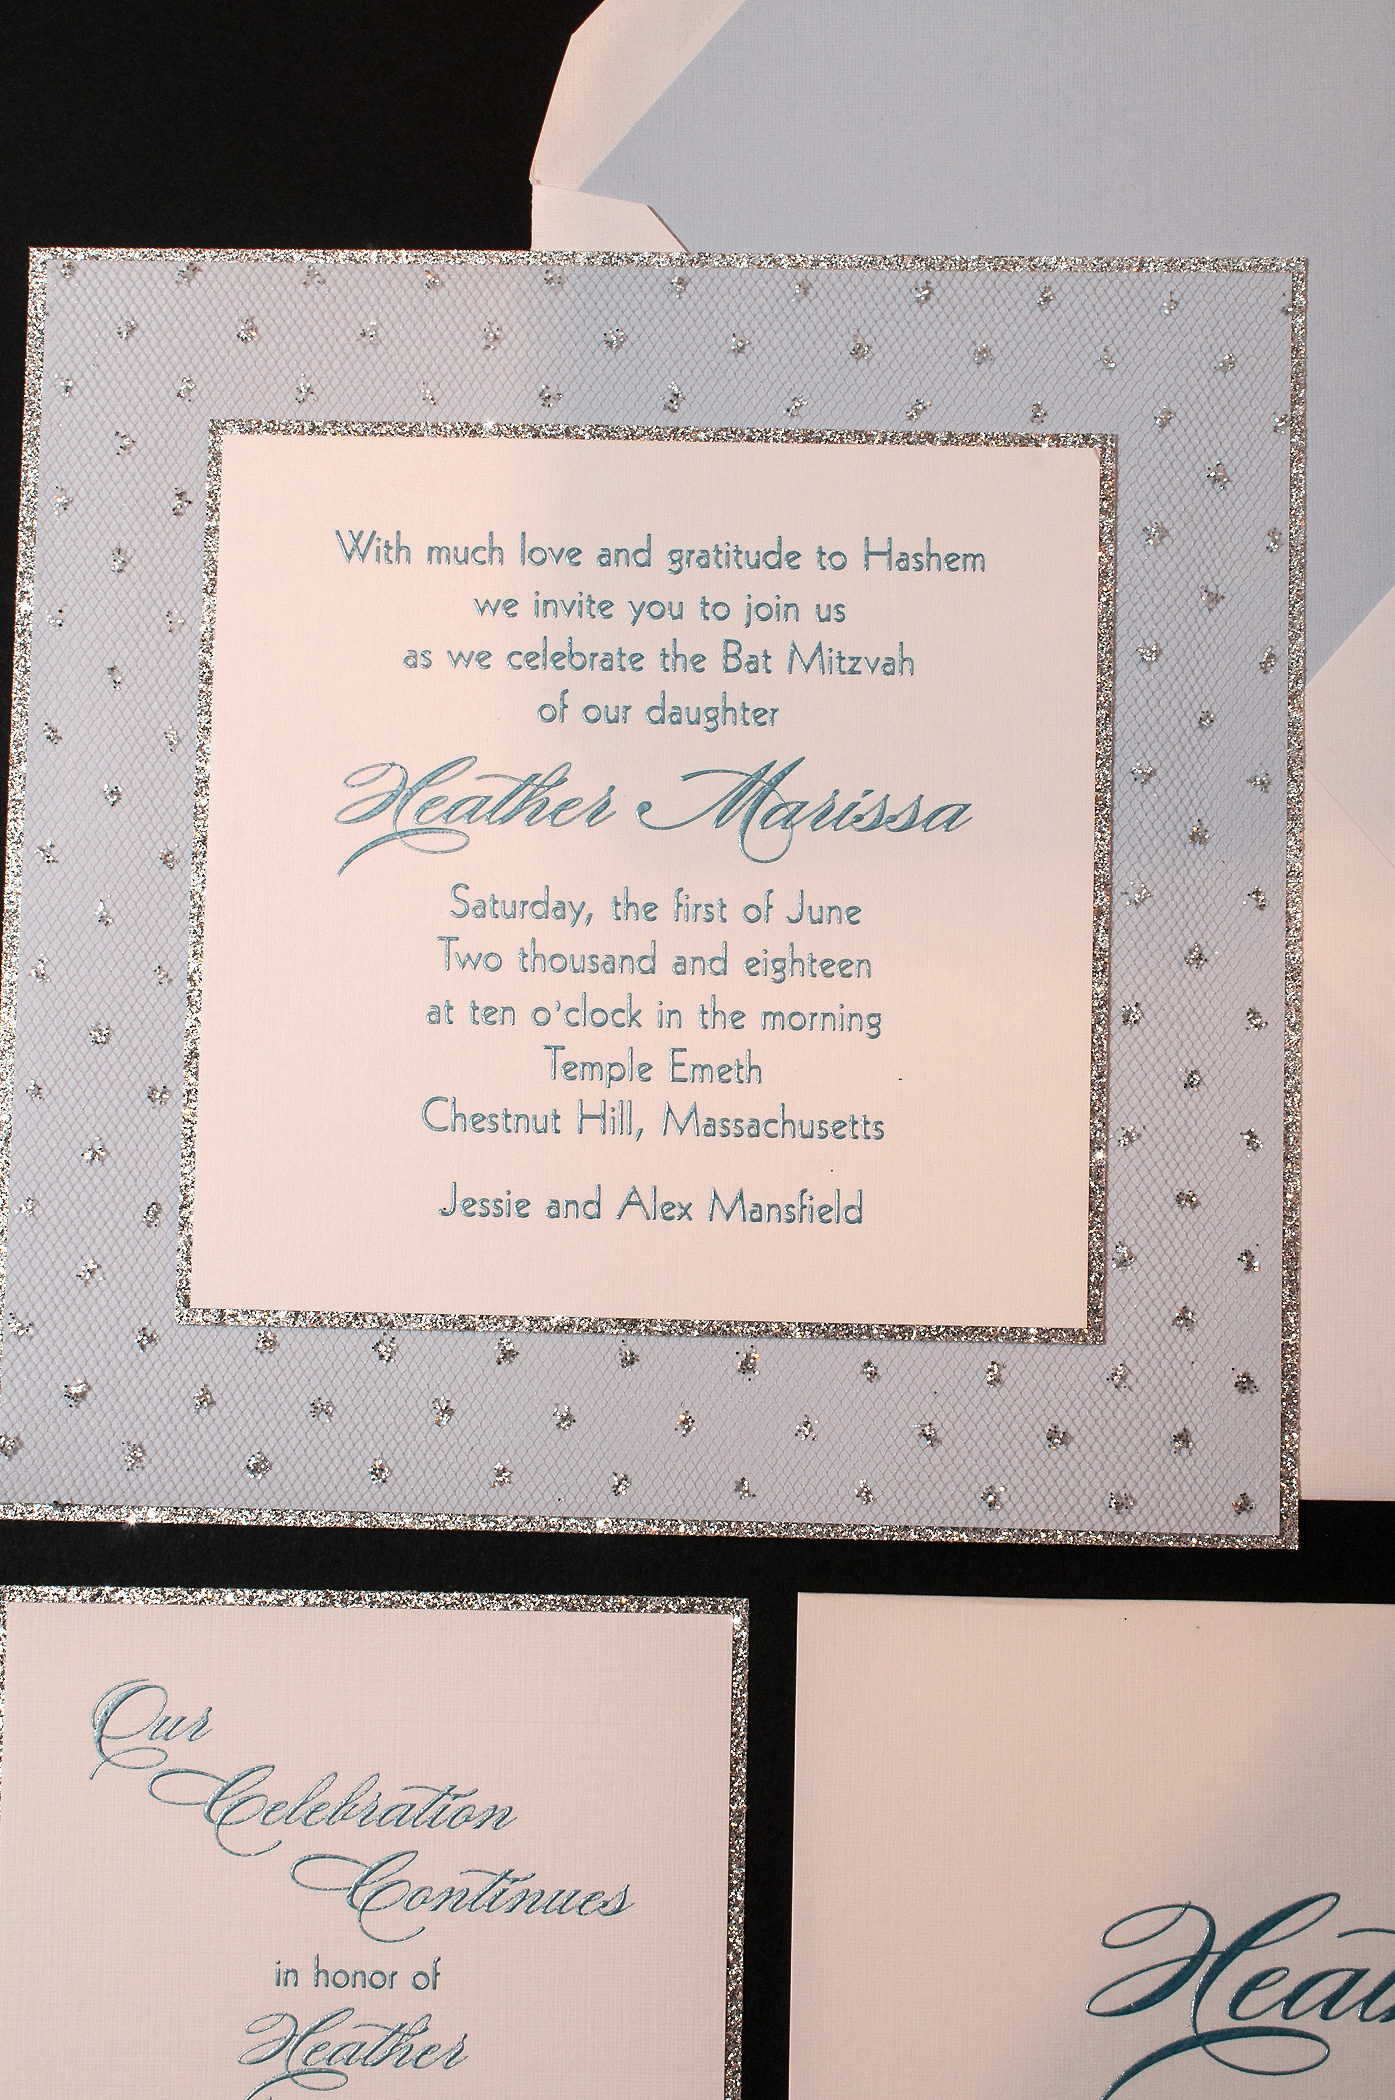 With much love and gratitude to Hashem
we invite you to join us
as we celebrate the Bat Mitzvah
of our daughter
Heather Marissa
Saturday, the first of June
Two thousand and eighteen
at ten o'clock in the morning
Temple Emeth
Chestnut Hill, Massachusetts
Jessie and Alex Mansfield
Our
Celebration
Continues
in honor of
Heather
Heat